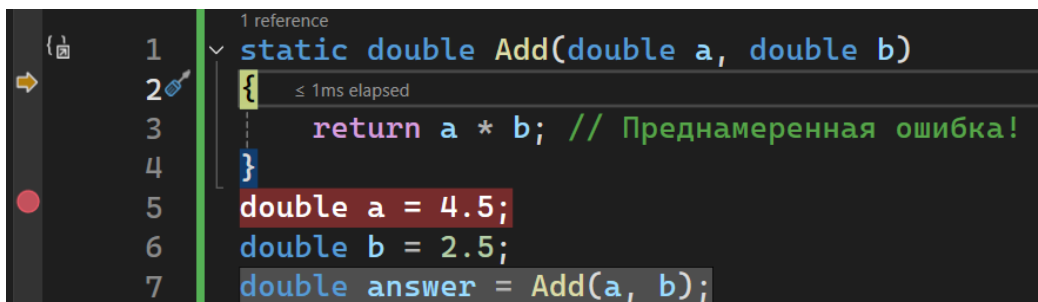 1 reference
1 static double Add(double a, double b)
2 { ≤ 1ms elapsed
3 return a * b; // Преднамеренная ошибка!
4 }
5 double a = 4.5;
6 double b = 2.5;
7 double answer = Add(a, b);